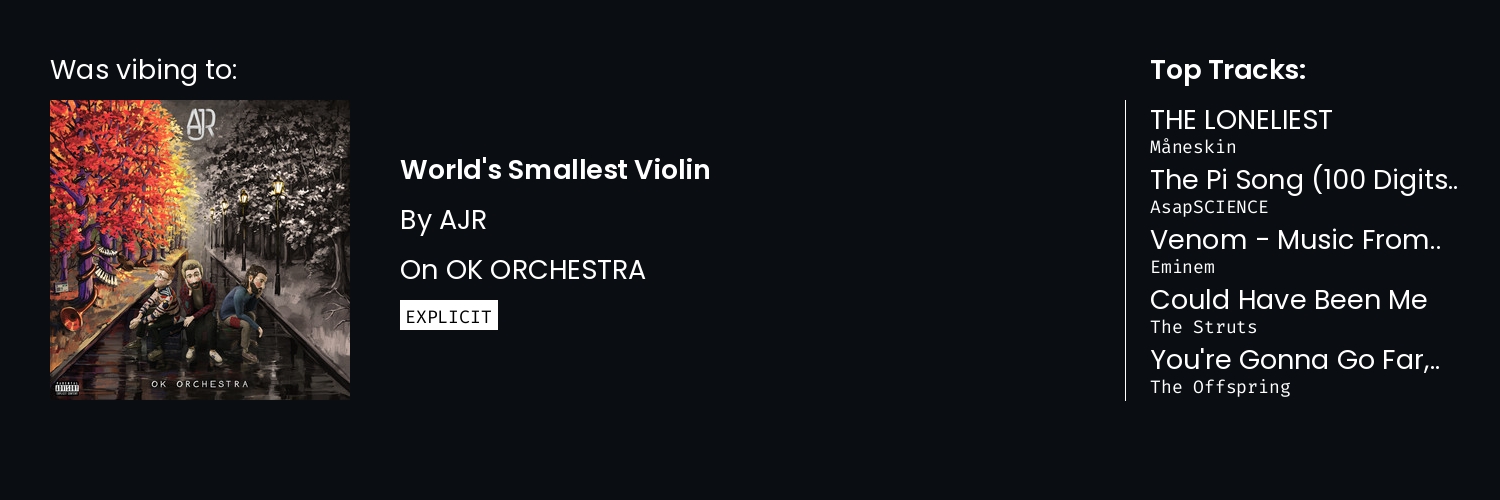 Was vibing to:
AJR
OK ORCHESTRA
World's Smallest Violin
By AJR
On OK ORCHESTRA
EXPLICIT
Top Tracks:
THE LONELIEST
Måneskin
The Pi Song (100 Digits..
AsapSCIENCE
Venom - Music From..
Eminem
Could Have Been Me
The Struts
You're Gonna Go Far,..
The Offspring